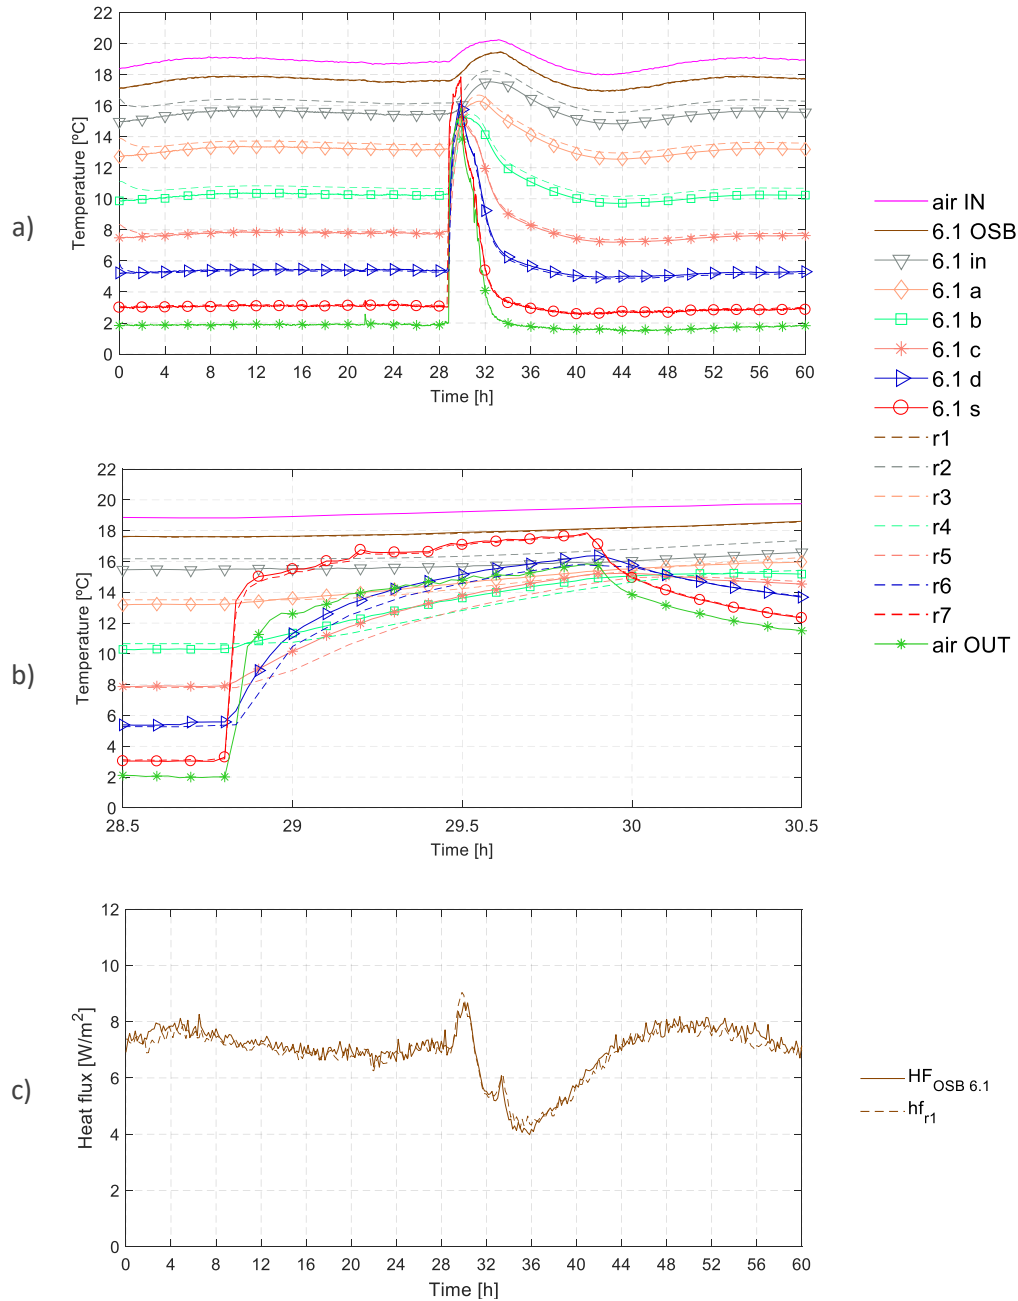 a)
Temperature [ºC]
22
20
18
16
14
12
10
8
6
4
2
0
0 4 8 12 16 20 24 28 32 36 40 44 48 52 56 60
Time [h]
air IN
6.1 OSB
6.1 in
6.1 a
6.1 b
6.1 c
6.1 d
6.1 s
r1
r2
r3
r4
r5
r6
r7
air OUT
b)
Temperature [ºC]
22
20
18
16
14
12
10
8
6
4
2
0
28.5 29 29.5 30 30.5
Time [h]
c)
Heat flux [W/m²]
12
10
8
6
4
2
0
0 4 8 12 16 20 24 28 32 36 40 44 48 52 56 60
Time [h]
HF OSB 6.1
hf r1